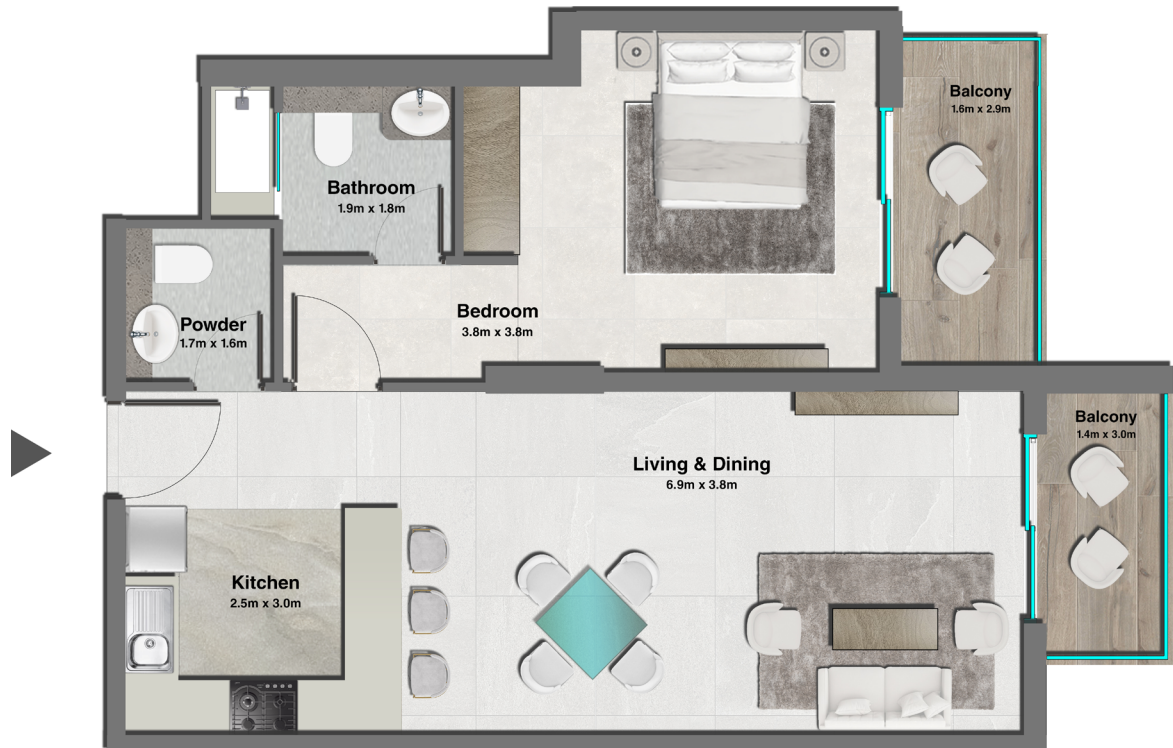 Balcony
1.6m x 2.9m
Bathroom
1.9m x 1.8m
Bedroom
3.8m x 3.8m
Powder
1.7m x 1.6m
Balcony
1.4m x 3.0m
Living & Dining
6.9m x 3.8m
Kitchen
2.5m x 3.0m